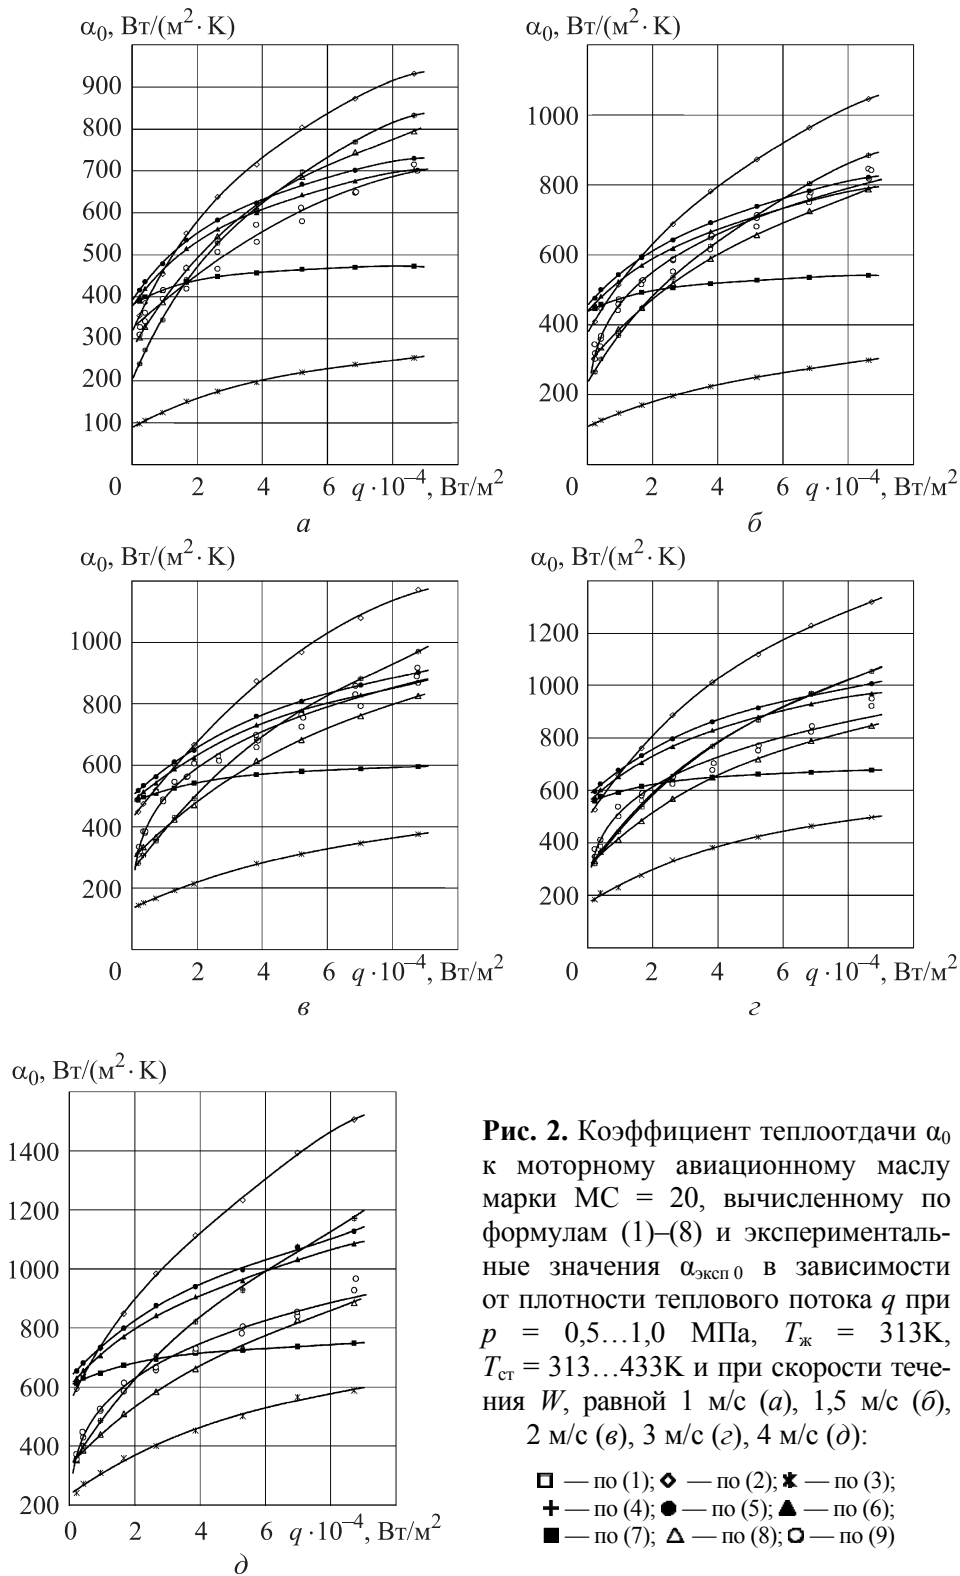 α₀, Вт/(м²· К) α₀, Вт/(м²· К)
900
800
700
600
500
400
300
200
100
1000
800
600
400
200
0 2 4 6 q ·10⁻⁴, Вт/м² 0 2 4 6 q ·10⁻⁴, Вт/м²
а б
α₀, Вт/(м²· К) α₀, Вт/(м²· К)
1000
800
600
400
200
1200
1000
800
600
400
200
0 2 4 6 q ·10⁻⁴, Вт/м² 0 2 4 6 q ·10⁻⁴, Вт/м²
в г
α₀, Вт/(м²· К)
1400
1200
1000
800
600
400
200
0 2 4 q ·10⁻⁴, Вт/м²
д
Рис. 2. Коэффициент теплоотдачи α₀
к моторному авиационному маслу
марки МС = 20, вычисленному по
формулам (1)–(8) и эксперименталь-
ные значения α эксп 0 в зависимости
от плотности теплового потока q при
p = 0,5…1,0 МПа, Tж = 313К,
Tст = 313…433К и при скорости тече-
ния W, равной 1 м/с (а), 1,5 м/с (б),
2 м/с (в), 3 м/с (г), 4 м/с (д):
— по (1); — по (2); — по (3);
— по (4); — по (5); — по (6);
— по (7); — по (8); — по (9)